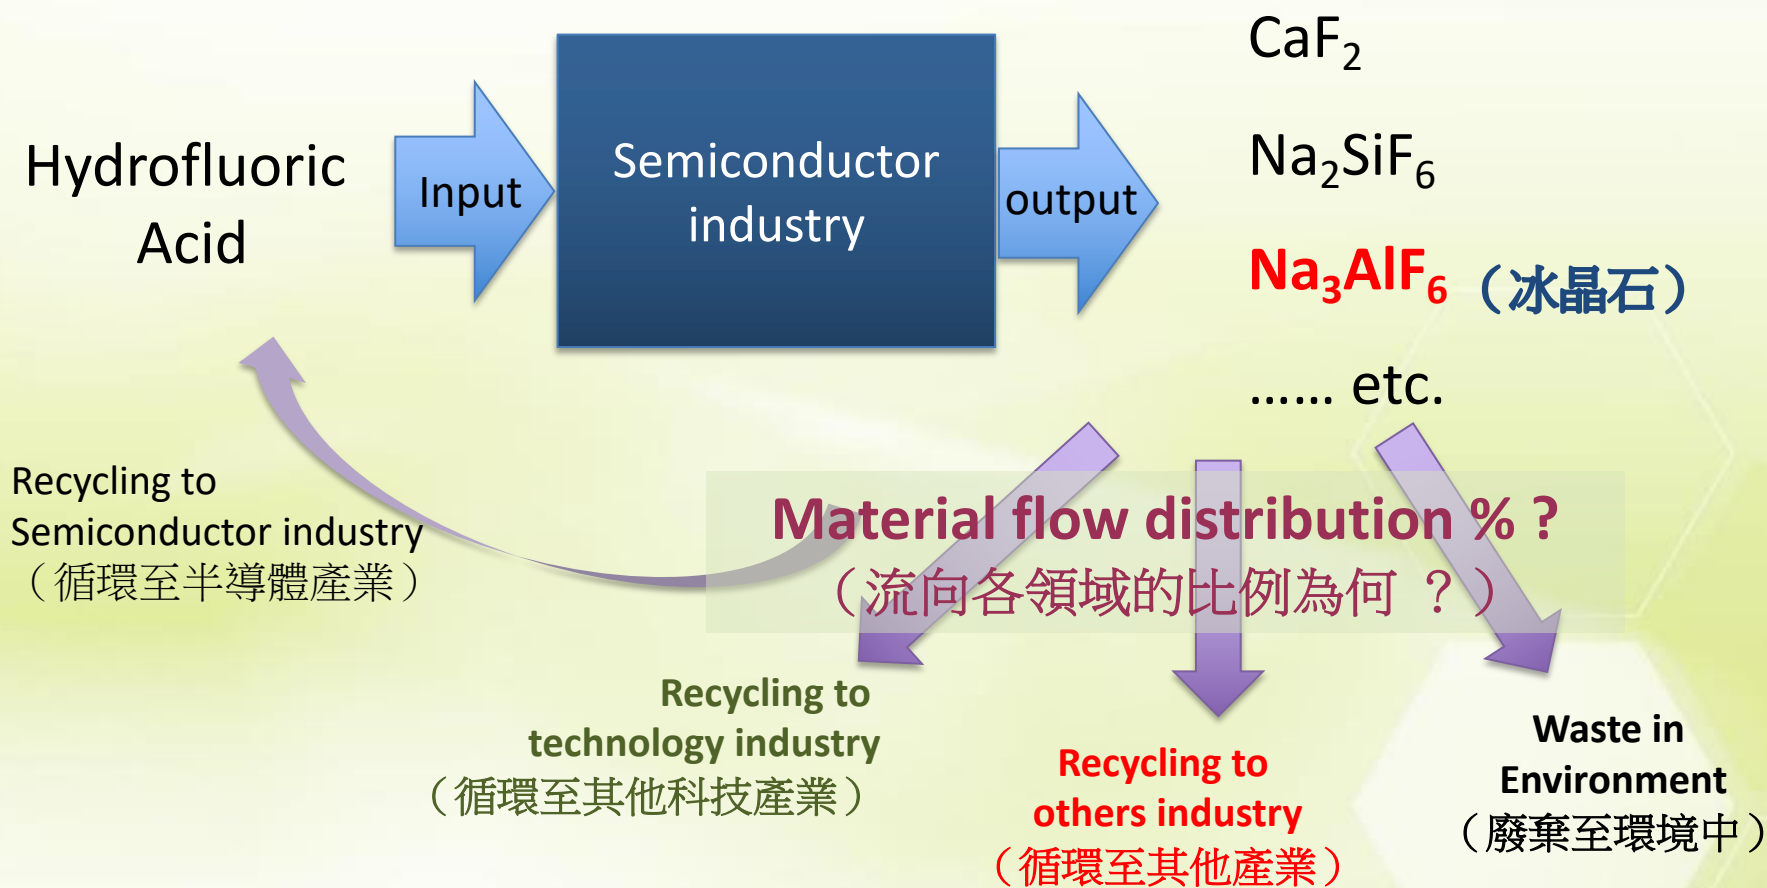 Hydrofluoric
Acid
Input
Semiconductor
industry
output
CaF₂
Na₂SiF₆
Na₃AlF₆（冰晶石）
…… etc.
Recycling to
Semiconductor industry
（循環至半導體產業）
Material flow distribution % ?
（流向各領域的比例為何 ？）
Recycling to
technology industry
（循環至其他科技產業）
Recycling to
others industry
（循環至其他產業）
Waste in
Environment
（廢棄至環境中）